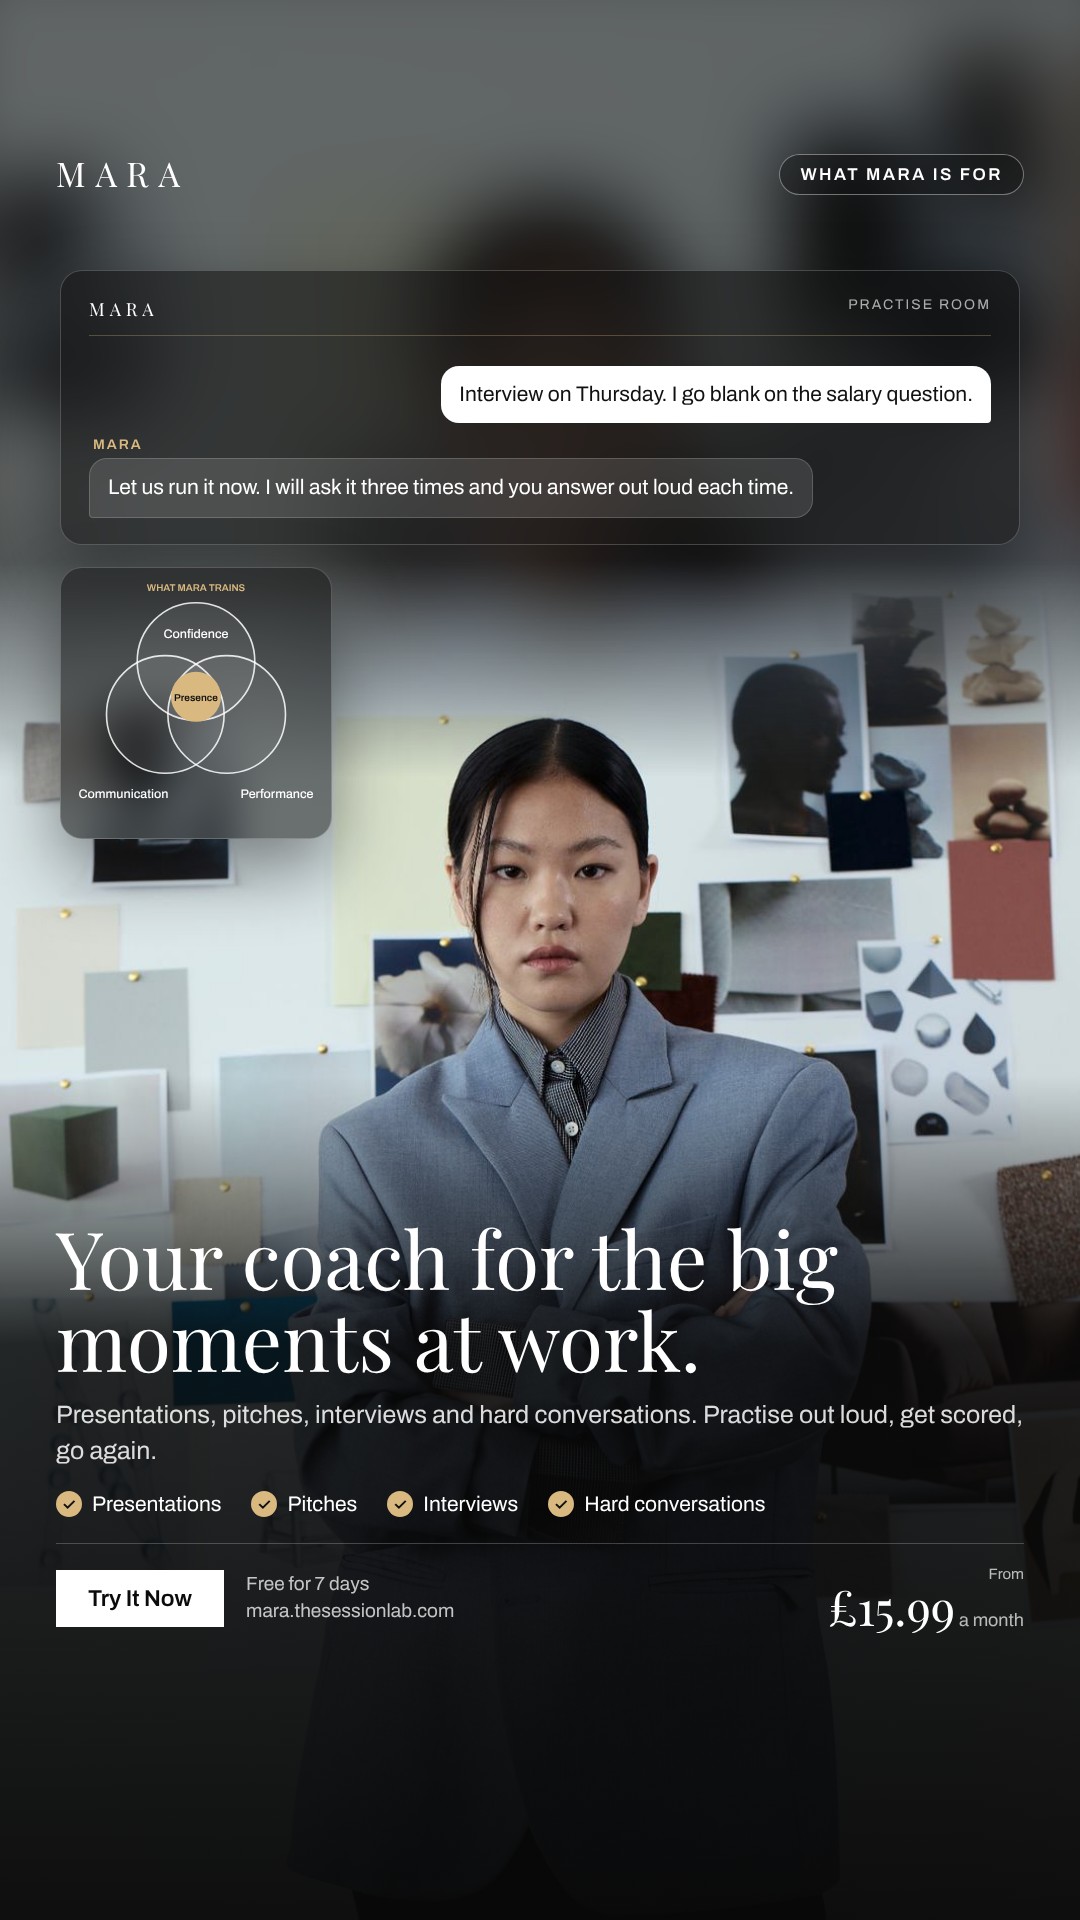 MARA
WHAT MARA IS FOR
MARA
PRACTISE ROOM
Interview on Thursday. I go blank on the salary question.
MARA
Let us run it now. I will ask it three times and you answer out loud each time.
WHAT MARA TRAINS
Confidence
Presence
Communication
Performance
Your coach for the big
moments at work.
Presentations, pitches, interviews and hard conversations. Practise out loud, get scored,
go again.
Presentations
Pitches
Interviews
Hard conversations
Try It Now
Free for 7 days
mara.thesessionlab.com
From
£15.99 a month